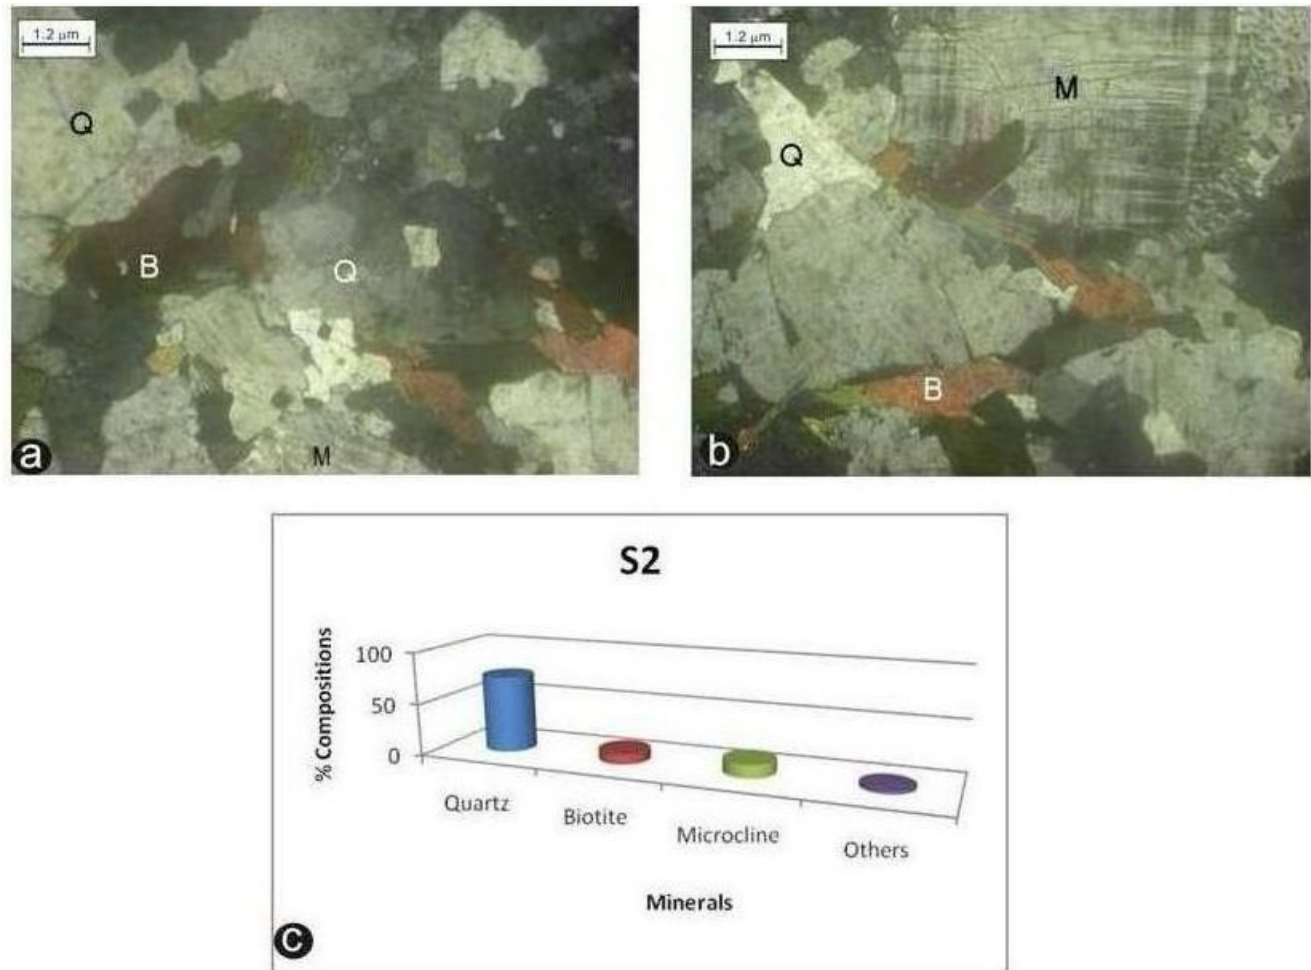 1.2 µm
Q
B
Q
M
a
1.2 µm
M
Q
B
b
S2
% Compositions
100
50
0
Quartz
Biotite
Microcline
Others
Minerals
C